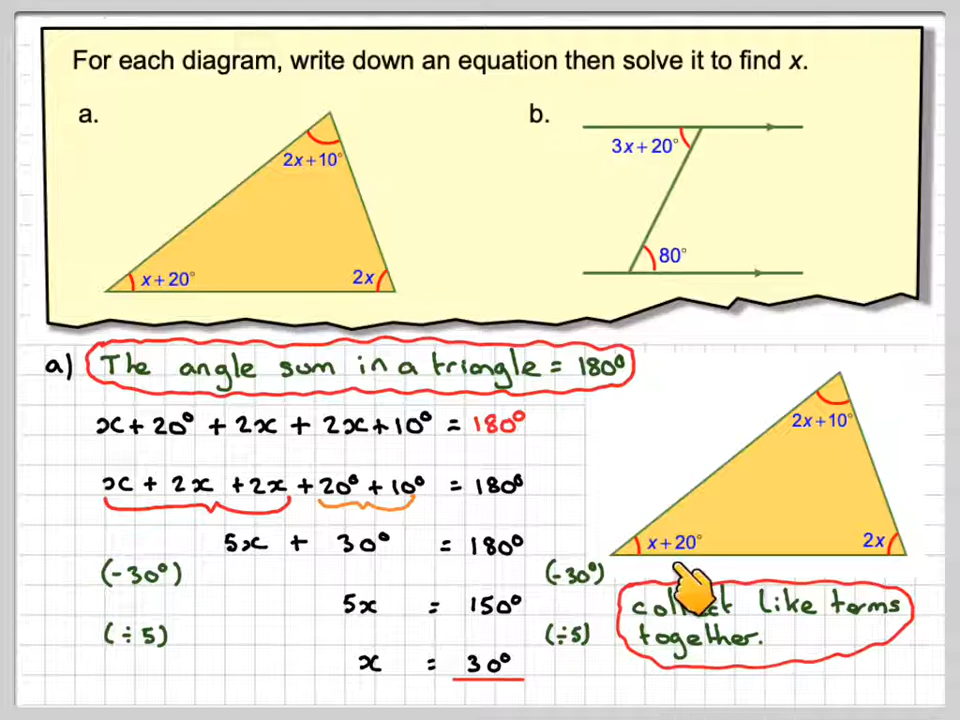 For each diagram, write down an equation then solve it to find x.
a.
b.
2x+10°
x+20°
2x
3x+20°
80°
a) The angle sum in a triangle = 180°
x + 20° + 2x + 2x + 10° = 180°
x + 2x + 2x + 20° + 10° = 180°
5x + 30° = 180°
(-30°) (-30°)
5x = 150°
(÷5) (÷5)
x = 30°
2x+10°
x+20°
2x
collect like terms
together.